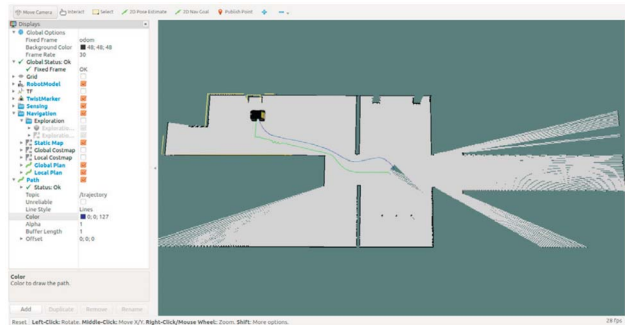 Move Camera Interact Select 2D Pose Estimate 2D Nav Goal Publish Point
Displays
Global Options
Fixed Frame odom
Background Color 48; 48; 48
Frame Rate 30
Global Status: Ok
Fixed Frame OK
Grid
RobotModel
TF
TwistMarker
Sensing
Navigation
Exploration
Exploratio...
Exploratio...
Static Map
Global Costmap
Local Costmap
Global Plan
Local Plan
Path
Status: Ok
Topic /trajectory
Unreliable
Line Style Lines
Color 0; 0; 127
Alpha 1
Buffer Length 1
Offset 0; 0; 0
Color
Color to draw the path.
Add Duplicate Remove Rename
Reset Left-Click: Rotate. Middle-Click: Move X/Y. Right-Click/Mouse Wheel: Zoom. Shift: More options. 28 fps